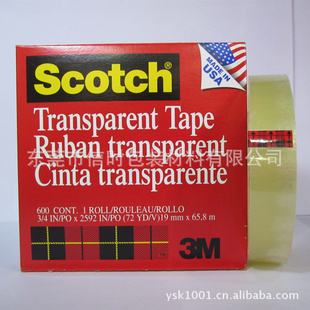 MADE IN
USA
Scotch
Transparent Tape
Ruban transparent
东莞市信时包装材料有限公司
Cinta transparente
600 CONT. 1 ROLL/ROULEAU/ROLLO
3/4 IN/PO x 2592 IN/PO (72 YD/V)19 mm x 65,8 m
3M
ysk1001.cn.alibaba.com